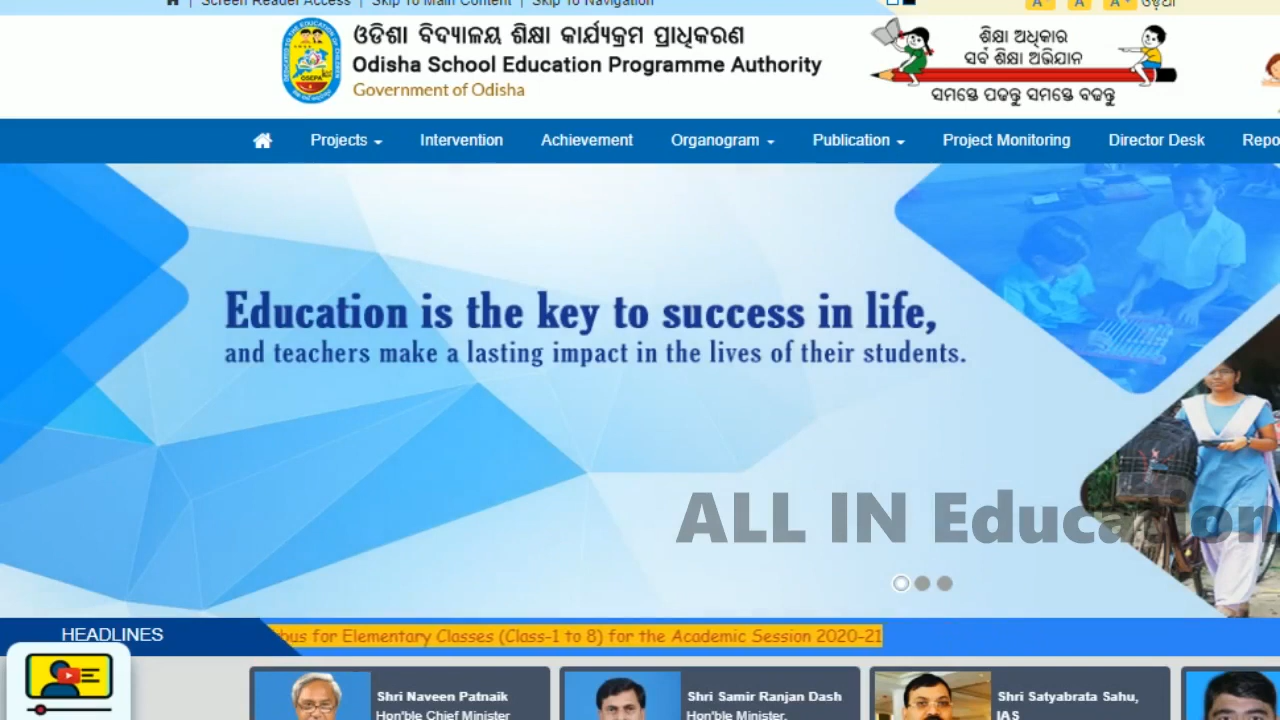 Screen Reader Access | Skip To Main Content | Skip To Navigation
A- A A+ ଓଡ଼ିଆ
ଓଡିଶା ବିଦ୍ୟାଳୟ ଶିକ୍ଷା କାର୍ଯ୍ୟକ୍ରମ ପ୍ରାଧିକରଣ
Odisha School Education Programme Authority
Government of Odisha
OSEPA
ଶିକ୍ଷା ଅଧିକାର
ସର୍ବ ଶିକ୍ଷା ଅଭିଯାନ
ସମସ୍ତେ ପଢନ୍ତୁ ସମସ୍ତେ ବଢନ୍ତୁ
Projects Intervention Achievement Organogram Publication Project Monitoring Director Desk Repo
Education is the key to success in life,
and teachers make a lasting impact in the lives of their students.
ALL IN Education
HEADLINES
bus for Elementary Classes (Class-1 to 8) for the Academic Session 2020-21
Shri Naveen Patnaik
Hon'ble Chief Minister
Shri Samir Ranjan Dash
Hon'ble Minister,
Shri Satyabrata Sahu,
IAS